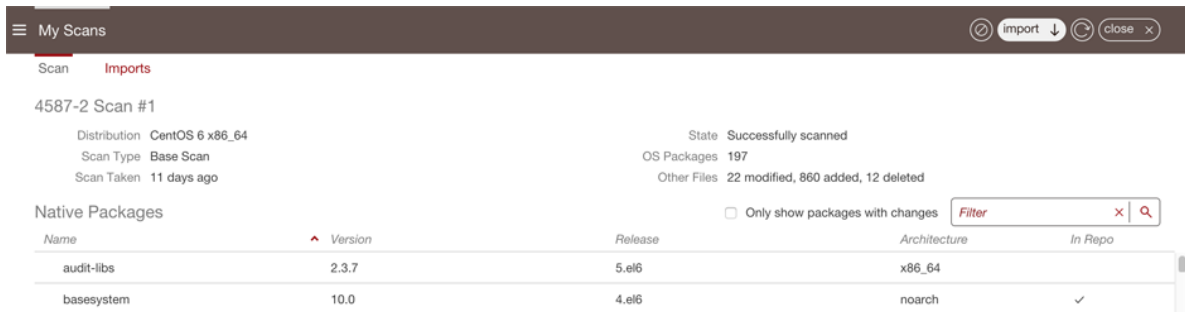 My Scans import close
Scan Imports
4587-2 Scan #1
Distribution CentOS 6 x86_64 State Successfully scanned
Scan Type Base Scan OS Packages 197
Scan Taken 11 days ago Other Files 22 modified, 860 added, 12 deleted
Native Packages Only show packages with changes Filter
Name Version Release Architecture In Repo
audit-libs 2.3.7 5.el6 x86_64
basesystem 10.0 4.el6 noarch